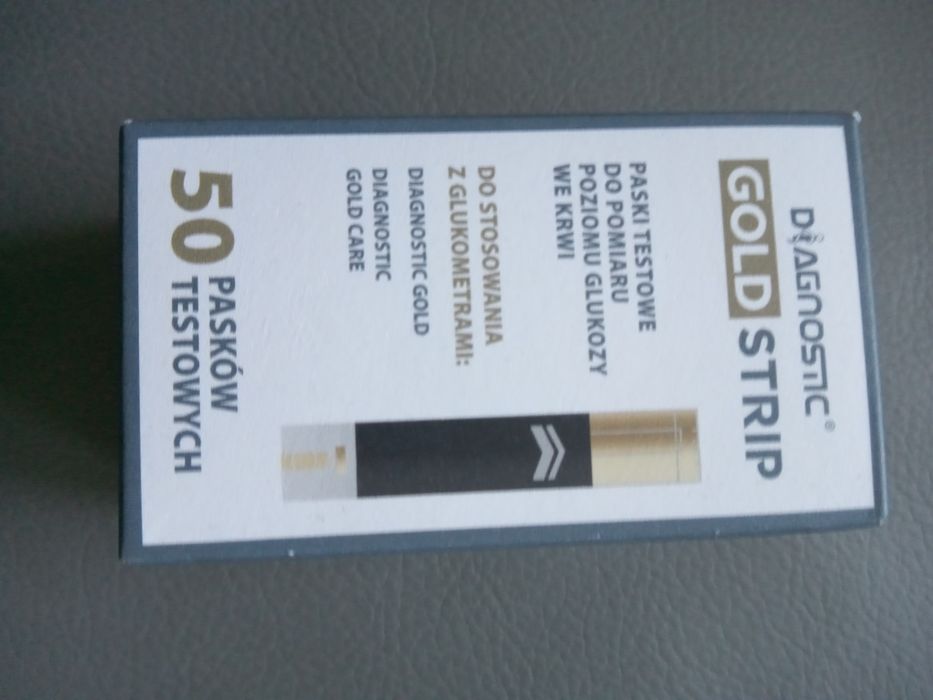 DIAGNOSTIC®
GOLD STRIP
PASKI TESTOWE
DO POMIARU
POZIOMU GLUKOZY
WE KRWI
DO STOSOWANIA
Z GLUKOMETRAMI:
DIAGNOSTIC GOLD
DIAGNOSTIC
GOLD CARE
50 PASKÓW
TESTOWYCH